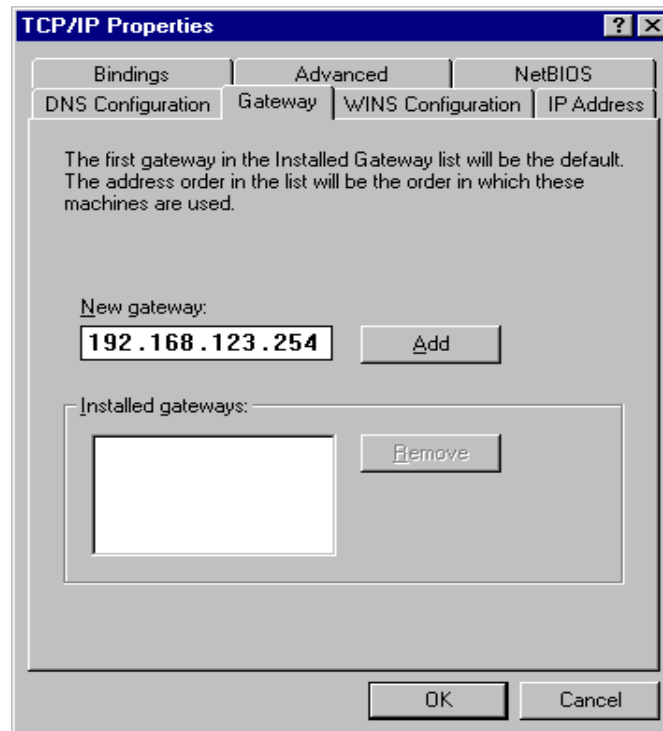 TCP/IP Properties
? X
Bindings Advanced NetBIOS
DNS Configuration Gateway WINS Configuration IP Address
The first gateway in the Installed Gateway list will be the default.
The address order in the list will be the order in which these
machines are used.
New gateway:
192.168.123.254 Add
Installed gateways:
Remove
OK Cancel